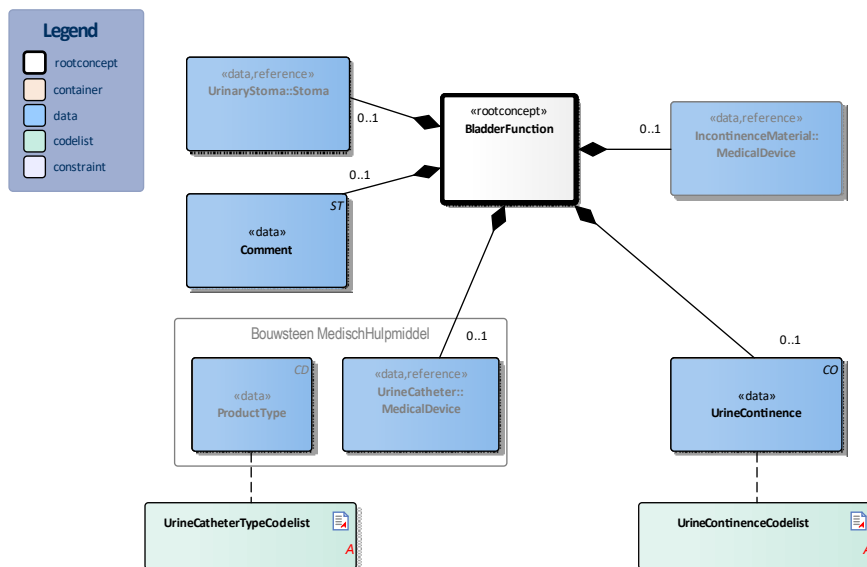 Legend
rootconcept
container
data
codelist
constraint
«data,reference»
UrinaryStoma::Stoma
0..1
«rootconcept»
BladderFunction
0..1
«data,reference»
IncontinenceMaterial::
MedicalDevice
0..1
ST
«data»
Comment
Bouwsteen MedischHulpmiddel
0..1
CD
«data»
ProductType
«data,reference»
UrineCatheter::
MedicalDevice
0..1
CO
«data»
UrineContinence
UrineCatheterTypeCodelist
A
UrineContinenceCodelist
A